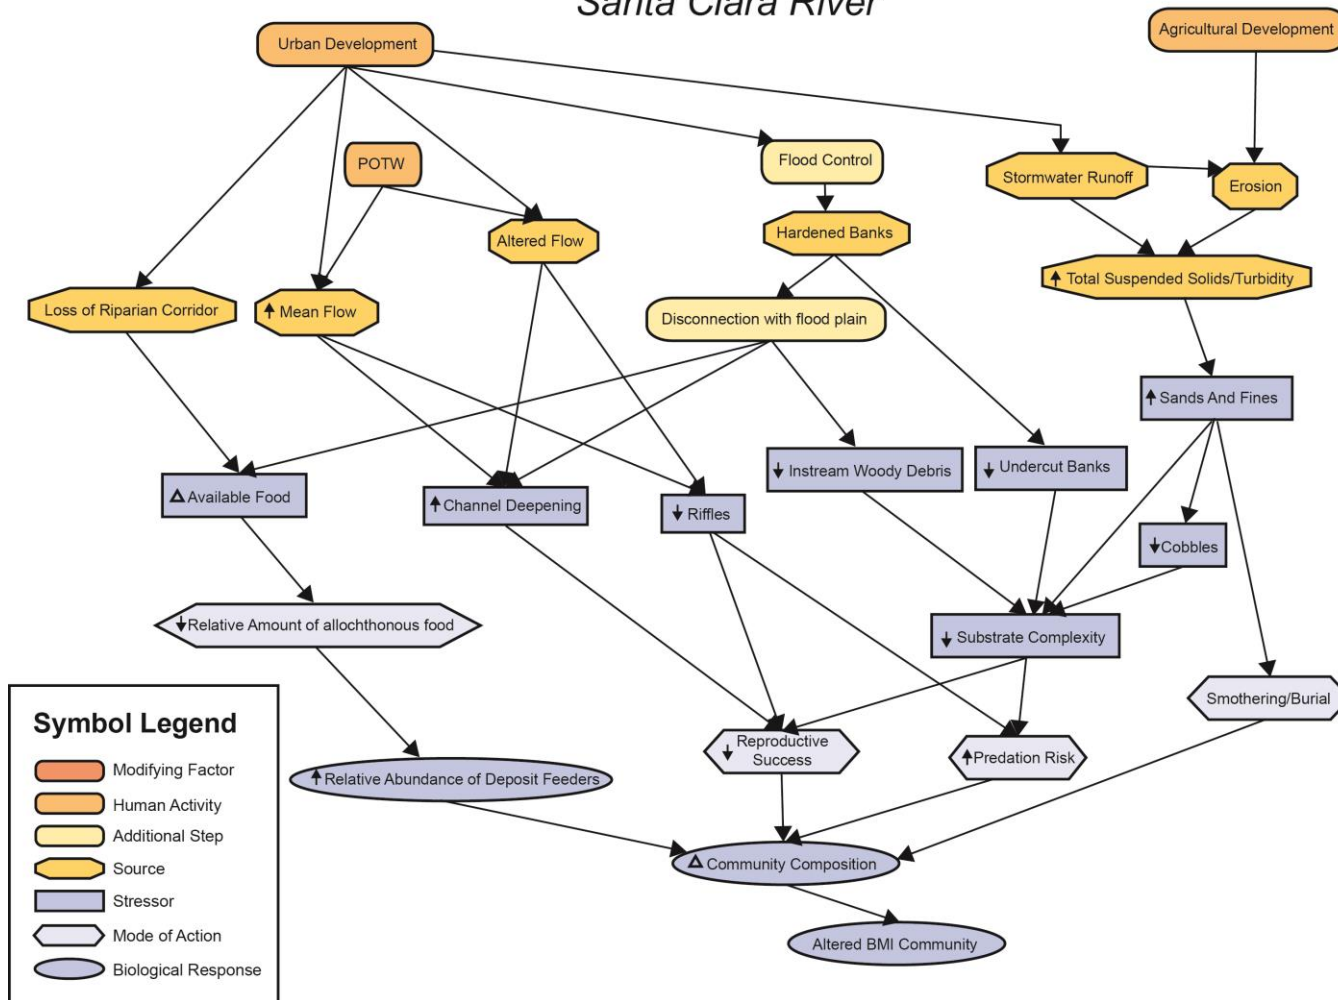 Santa Clara River
Urban Development
Agricultural Development
POTW
Flood Control
Stormwater Runoff
Erosion
Altered Flow
Hardened Banks
Total Suspended Solids/Turbidity
Loss of Riparian Corridor
Mean Flow
Disconnection with flood plain
Sands And Fines
Available Food
Channel Deepening
Riffles
Instream Woody Debris
Undercut Banks
Cobbles
Relative Amount of allochthonous food
Substrate Complexity
Smothering/Burial
Relative Abundance of Deposit Feeders
Reproductive
Success
Predation Risk
Community Composition
Altered BMI Community
Symbol Legend
Modifying Factor
Human Activity
Additional Step
Source
Stressor
Mode of Action
Biological Response